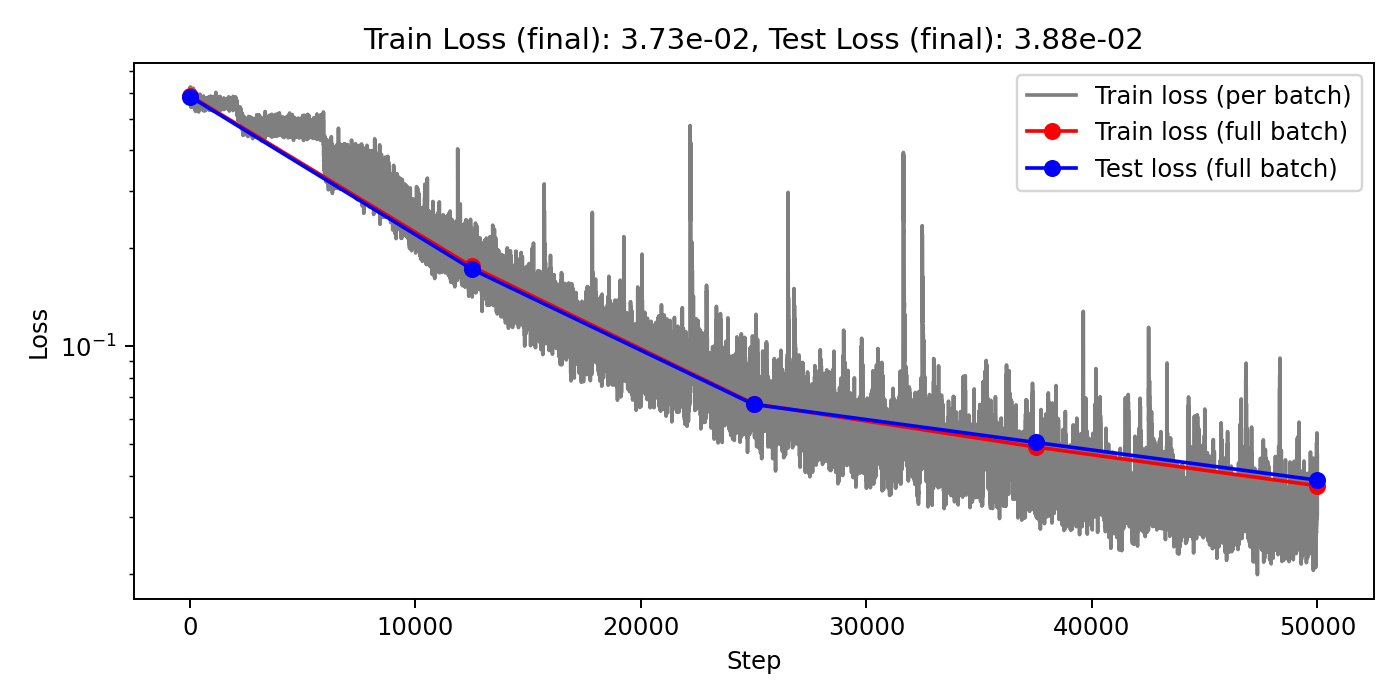 Train Loss (final): 3.73e-02, Test Loss (final): 3.88e-02
Train loss (per batch)
Train loss (full batch)
Test loss (full batch)
Loss
10⁻¹
0 10000 20000 30000 40000 50000
Step